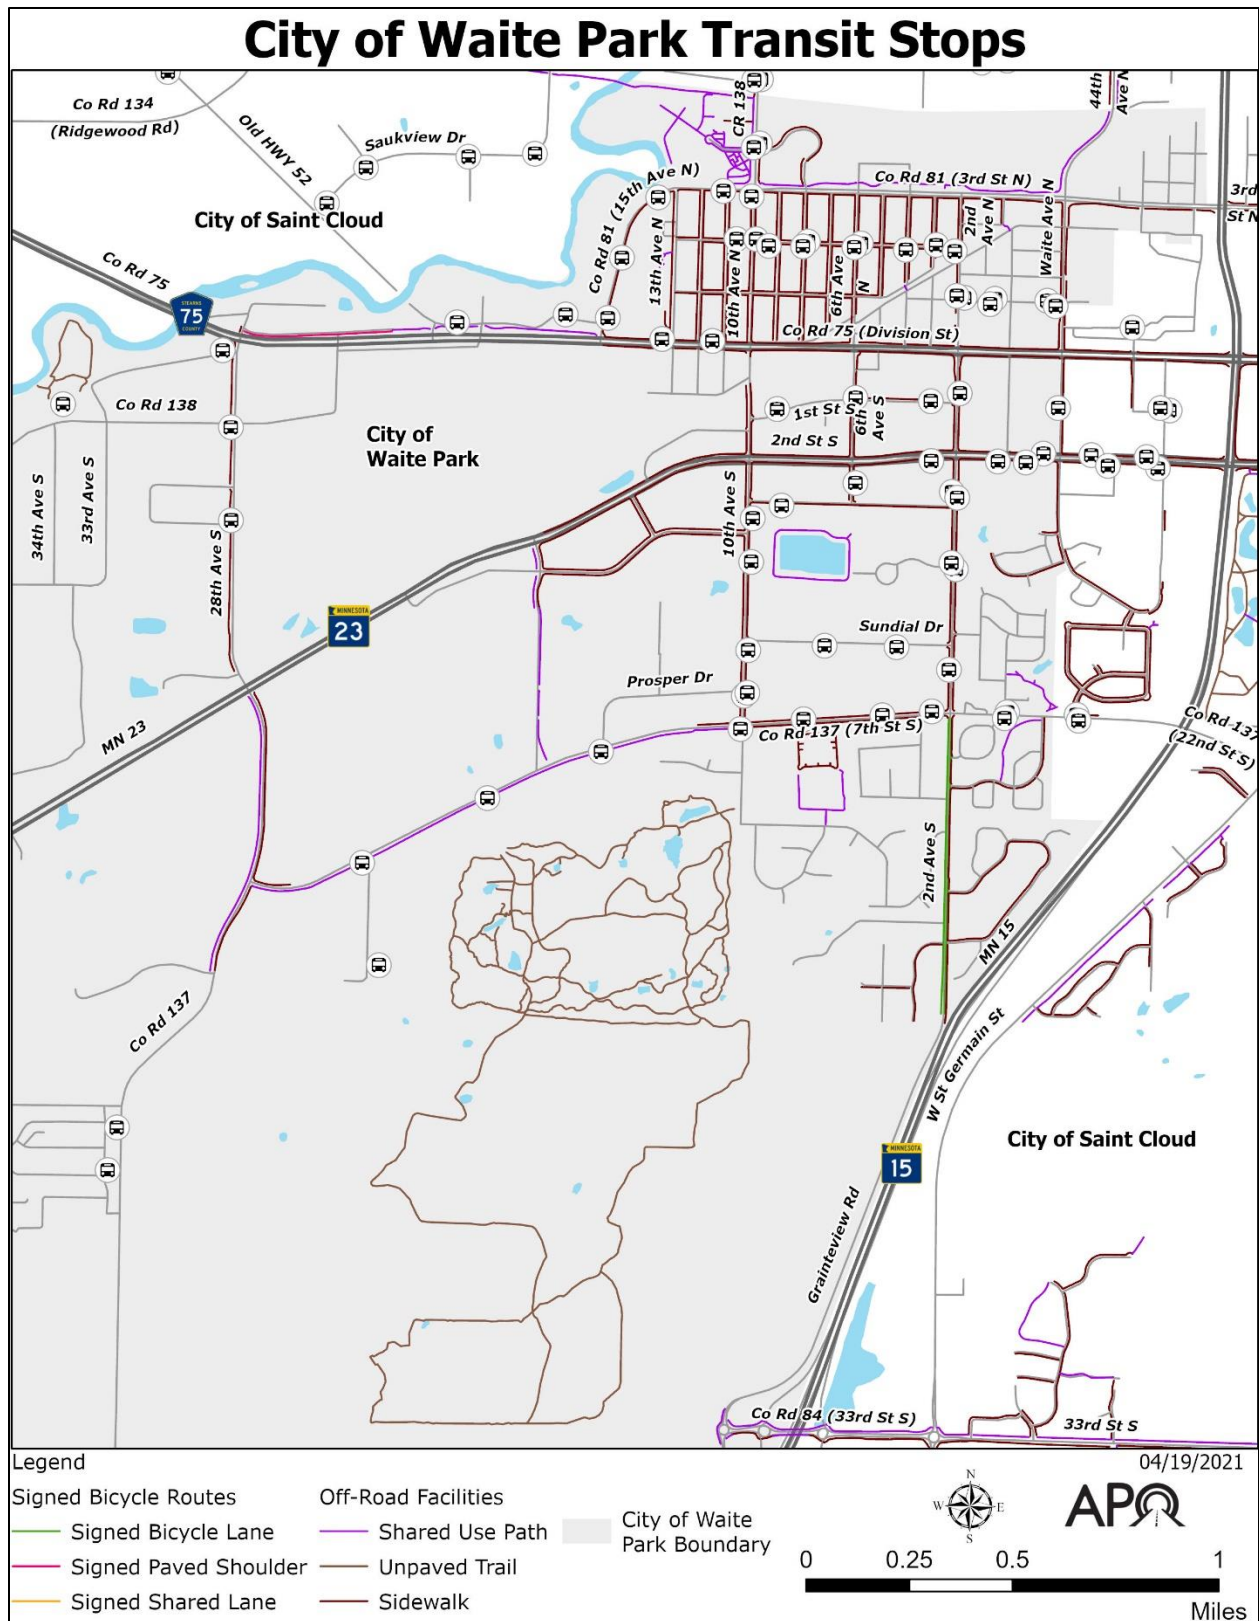 City of Waite Park Transit Stops
Co Rd 134
(Ridgewood Rd)
Old HWY 52
Saukview Dr
CR 138
44th
Ave N
City of Saint Cloud
Co Rd 81 (15th Ave N)
Co Rd 81 (3rd St N)
3rd
St N
13th Ave N
10th Ave N
6th Ave
N
2nd
Ave N
Waite Ave N
Co Rd 75
STEARNS
75
COUNTY
Co Rd 75 (Division St)
Co Rd 138
1st St S
6th
Ave S
2nd St S
City of
Waite Park
34th Ave S
33rd Ave S
28th Ave S
10th Ave S
MINNESOTA
23
Sundial Dr
Prosper Dr
MN 23
Co Rd 137 (7th St S)
Co Rd 137
(22nd St S)
2nd Ave S
MN 15
Co Rd 137
W St Germain St
City of Saint Cloud
MINNESOTA
15
Grainteview Rd
Co Rd 84 (33rd St S)
33rd St S
Legend
04/19/2021
Signed Bicycle Routes
Signed Bicycle Lane
Signed Paved Shoulder
Signed Shared Lane
Off-Road Facilities
Shared Use Path
Unpaved Trail
Sidewalk
City of Waite
Park Boundary
N
W
E
S
APO
0
0.25
0.5
1
Miles